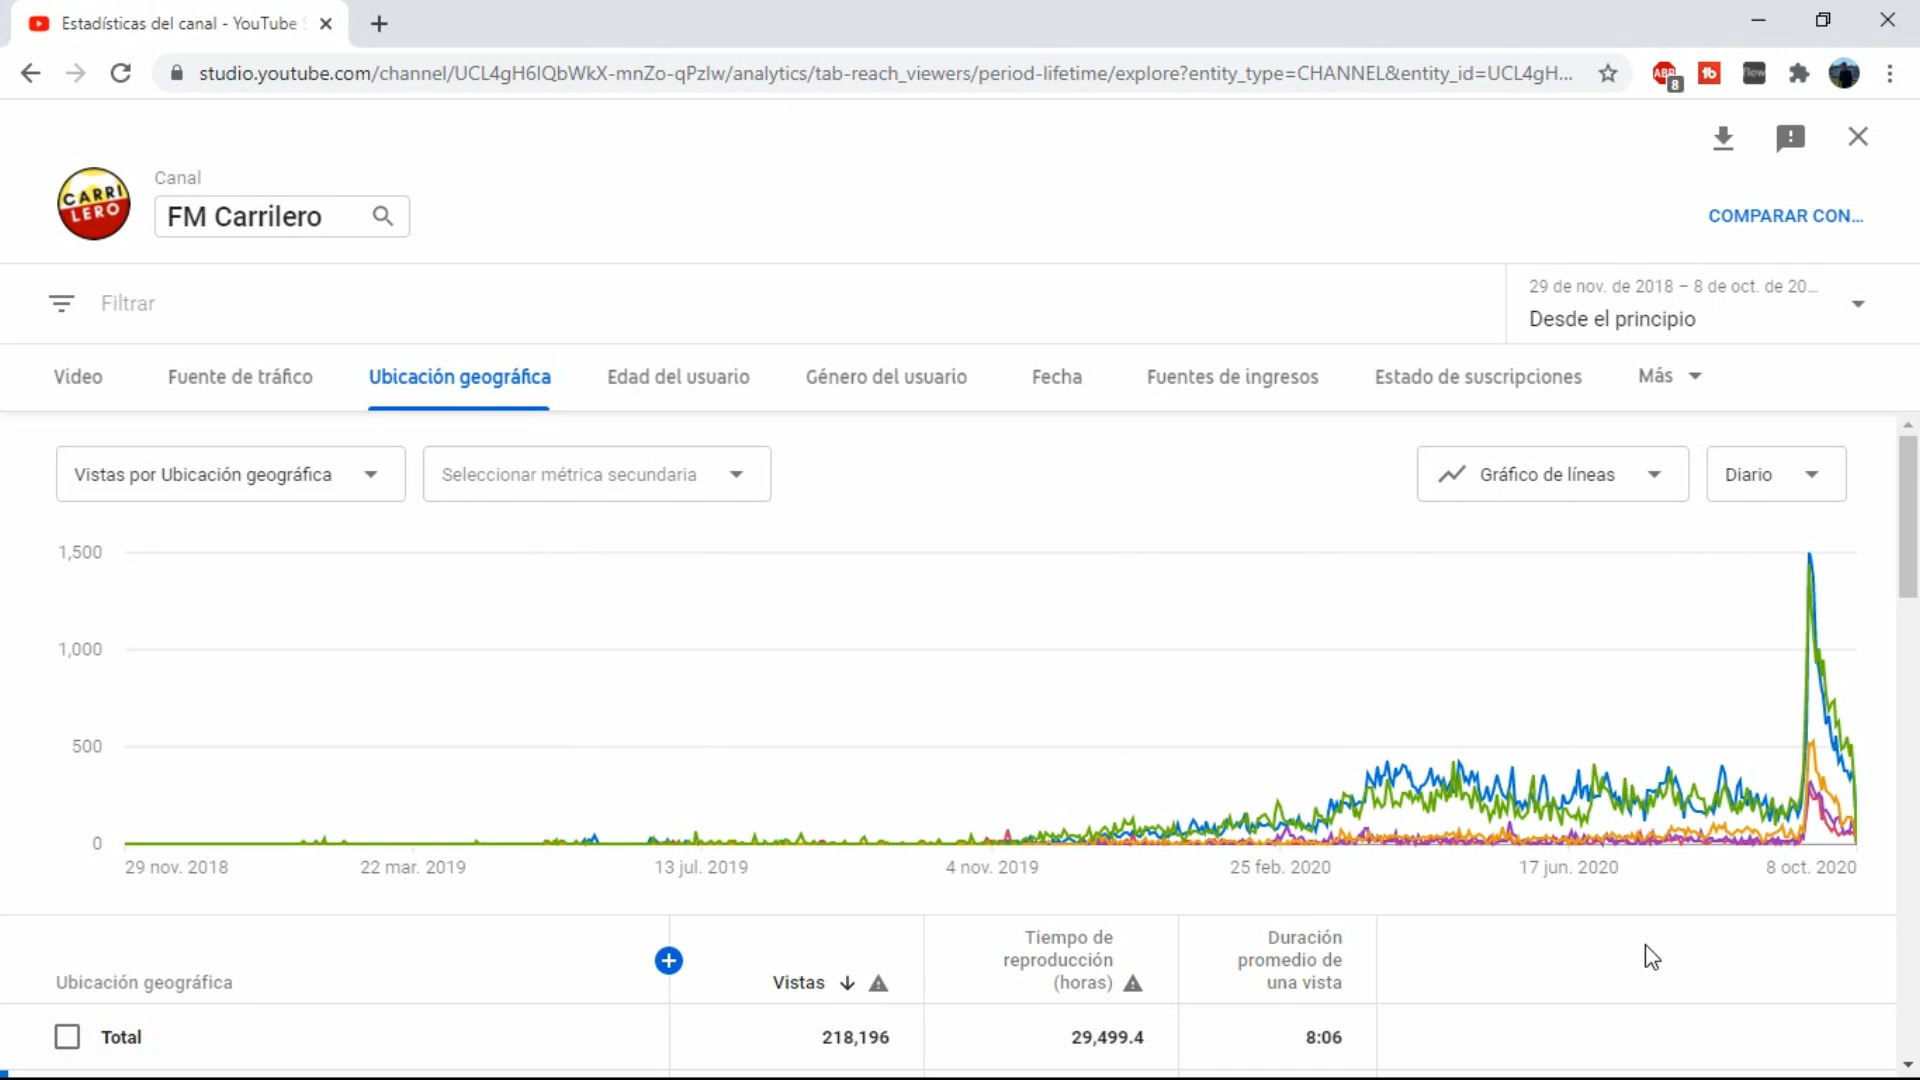 Estadísticas del canal - YouTube S
studio.youtube.com/channel/UCL4gH6IQbWkX-mnZo-qPzIw/analytics/tab-reach_viewers/period-lifetime/explore?entity_type=CHANNEL&entity_id=UCL4gH...
ABP
8
tb
flow
CARRI
LERO
Canal
FM Carrilero
COMPARAR CON...
Filtrar
29 de nov. de 2018 – 8 de oct. de 20...
Desde el principio
Video
Fuente de tráfico
Ubicación geográfica
Edad del usuario
Género del usuario
Fecha
Fuentes de ingresos
Estado de suscripciones
Más
Vistas por Ubicación geográfica
Seleccionar métrica secundaria
Gráfico de líneas
Diario
1,500
1,000
500
0
29 nov. 2018
22 mar. 2019
13 jul. 2019
4 nov. 2019
25 feb. 2020
17 jun. 2020
8 oct. 2020
Ubicación geográfica
Vistas
Tiempo de
reproducción
(horas)
Duración
promedio de
una vista
Total
218,196
29,499.4
8:06